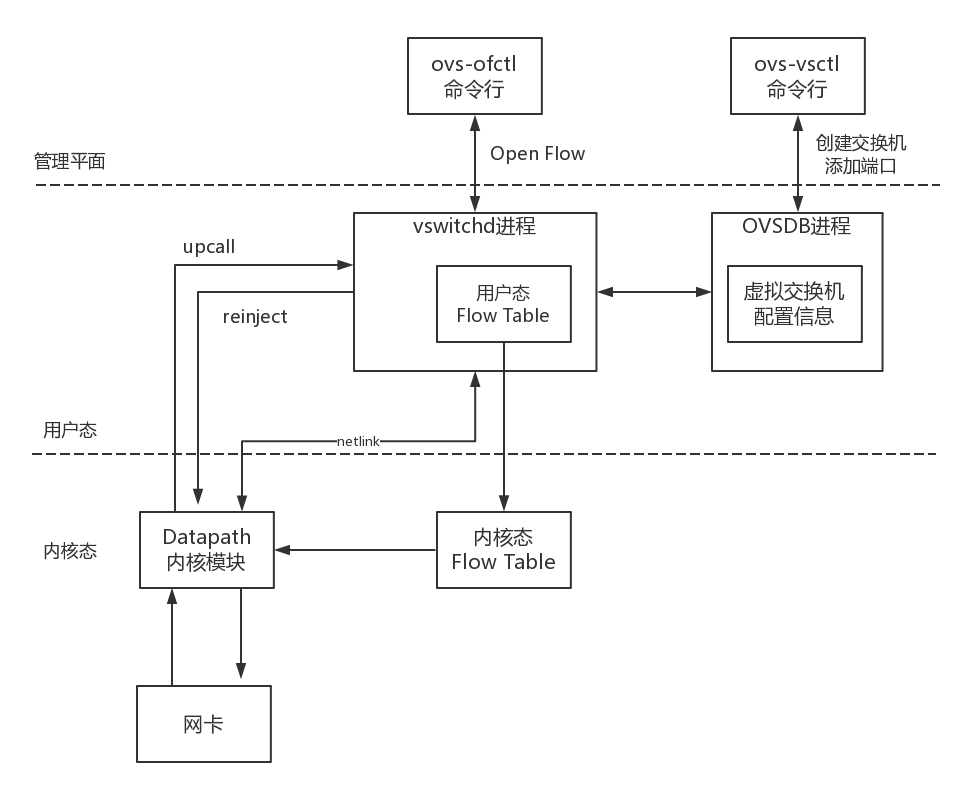 ovs-ofctl
命令行
ovs-vsctl
命令行
Open Flow
创建交换机
添加端口
管理平面
vswitchd进程
OVSDB进程
upcall
用户态
Flow Table
虚拟交换机
配置信息
reinject
用户态
netlink
内核态
Datapath
内核模块
内核态
Flow Table
网卡